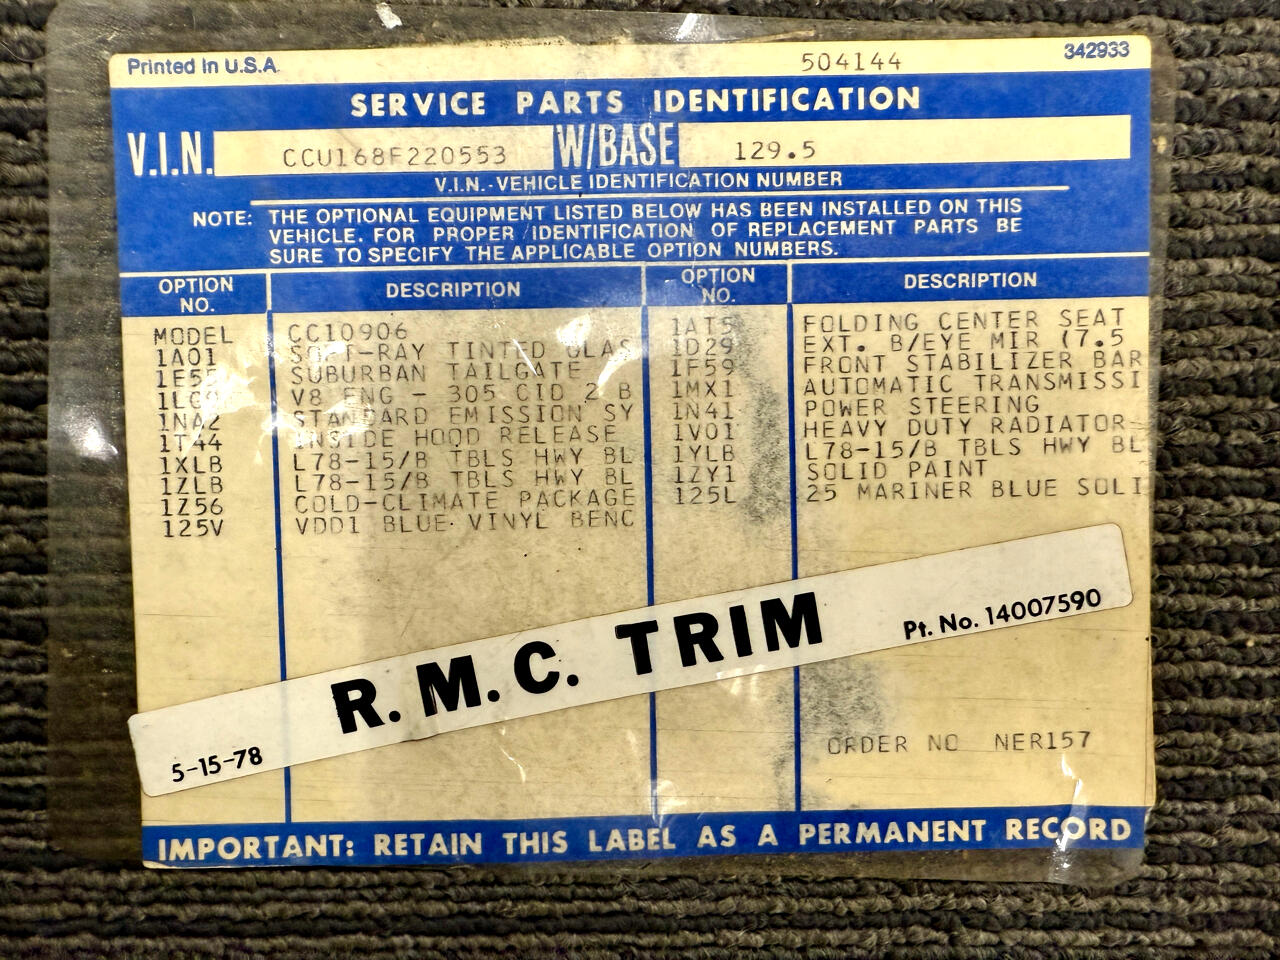 Printed In U.S.A.
504144
342933
SERVICE PARTS IDENTIFICATION
V.I.N. CCU168F220553 W/BASE 129.5
V.I.N.-VEHICLE IDENTIFICATION NUMBER
NOTE: THE OPTIONAL EQUIPMENT LISTED BELOW HAS BEEN INSTALLED ON THIS
VEHICLE. FOR PROPER IDENTIFICATION OF REPLACEMENT PARTS BE
SURE TO SPECIFY THE APPLICABLE OPTION NUMBERS.
OPTION NO. DESCRIPTION
MODEL CC10906
1A01 SOFT-RAY TINTED GLAS
1E55 SUBURBAN TAILGATE
1LG9 V8 ENG - 305 CID 2 B
1NA2 STANDARD EMISSION SY
1T44 INSIDE HOOD RELEASE
1XLB L78-15/B TBLS HWY BL
1ZLB L78-15/B TBLS HWY BL
1Z56 COLD-CLIMATE PACKAGE
125V VDD1 BLUE VINYL BENC
OPTION NO. DESCRIPTION
1AT5 FOLDING CENTER SEAT
1D29 EXT. B/EYE MIR (7.5
1F59 FRONT STABILIZER BAR
1MX1 AUTOMATIC TRANSMISSI
1N41 POWER STEERING
1V01 HEAVY DUTY RADIATOR
1YLB L78-15/B TBLS HWY BL
1ZY1 SOLID PAINT
125L 25 MARINER BLUE SOLI
5-15-78 R.M.C. TRIM Pt. No. 14007590
ORDER NO NER157
IMPORTANT: RETAIN THIS LABEL AS A PERMANENT RECORD